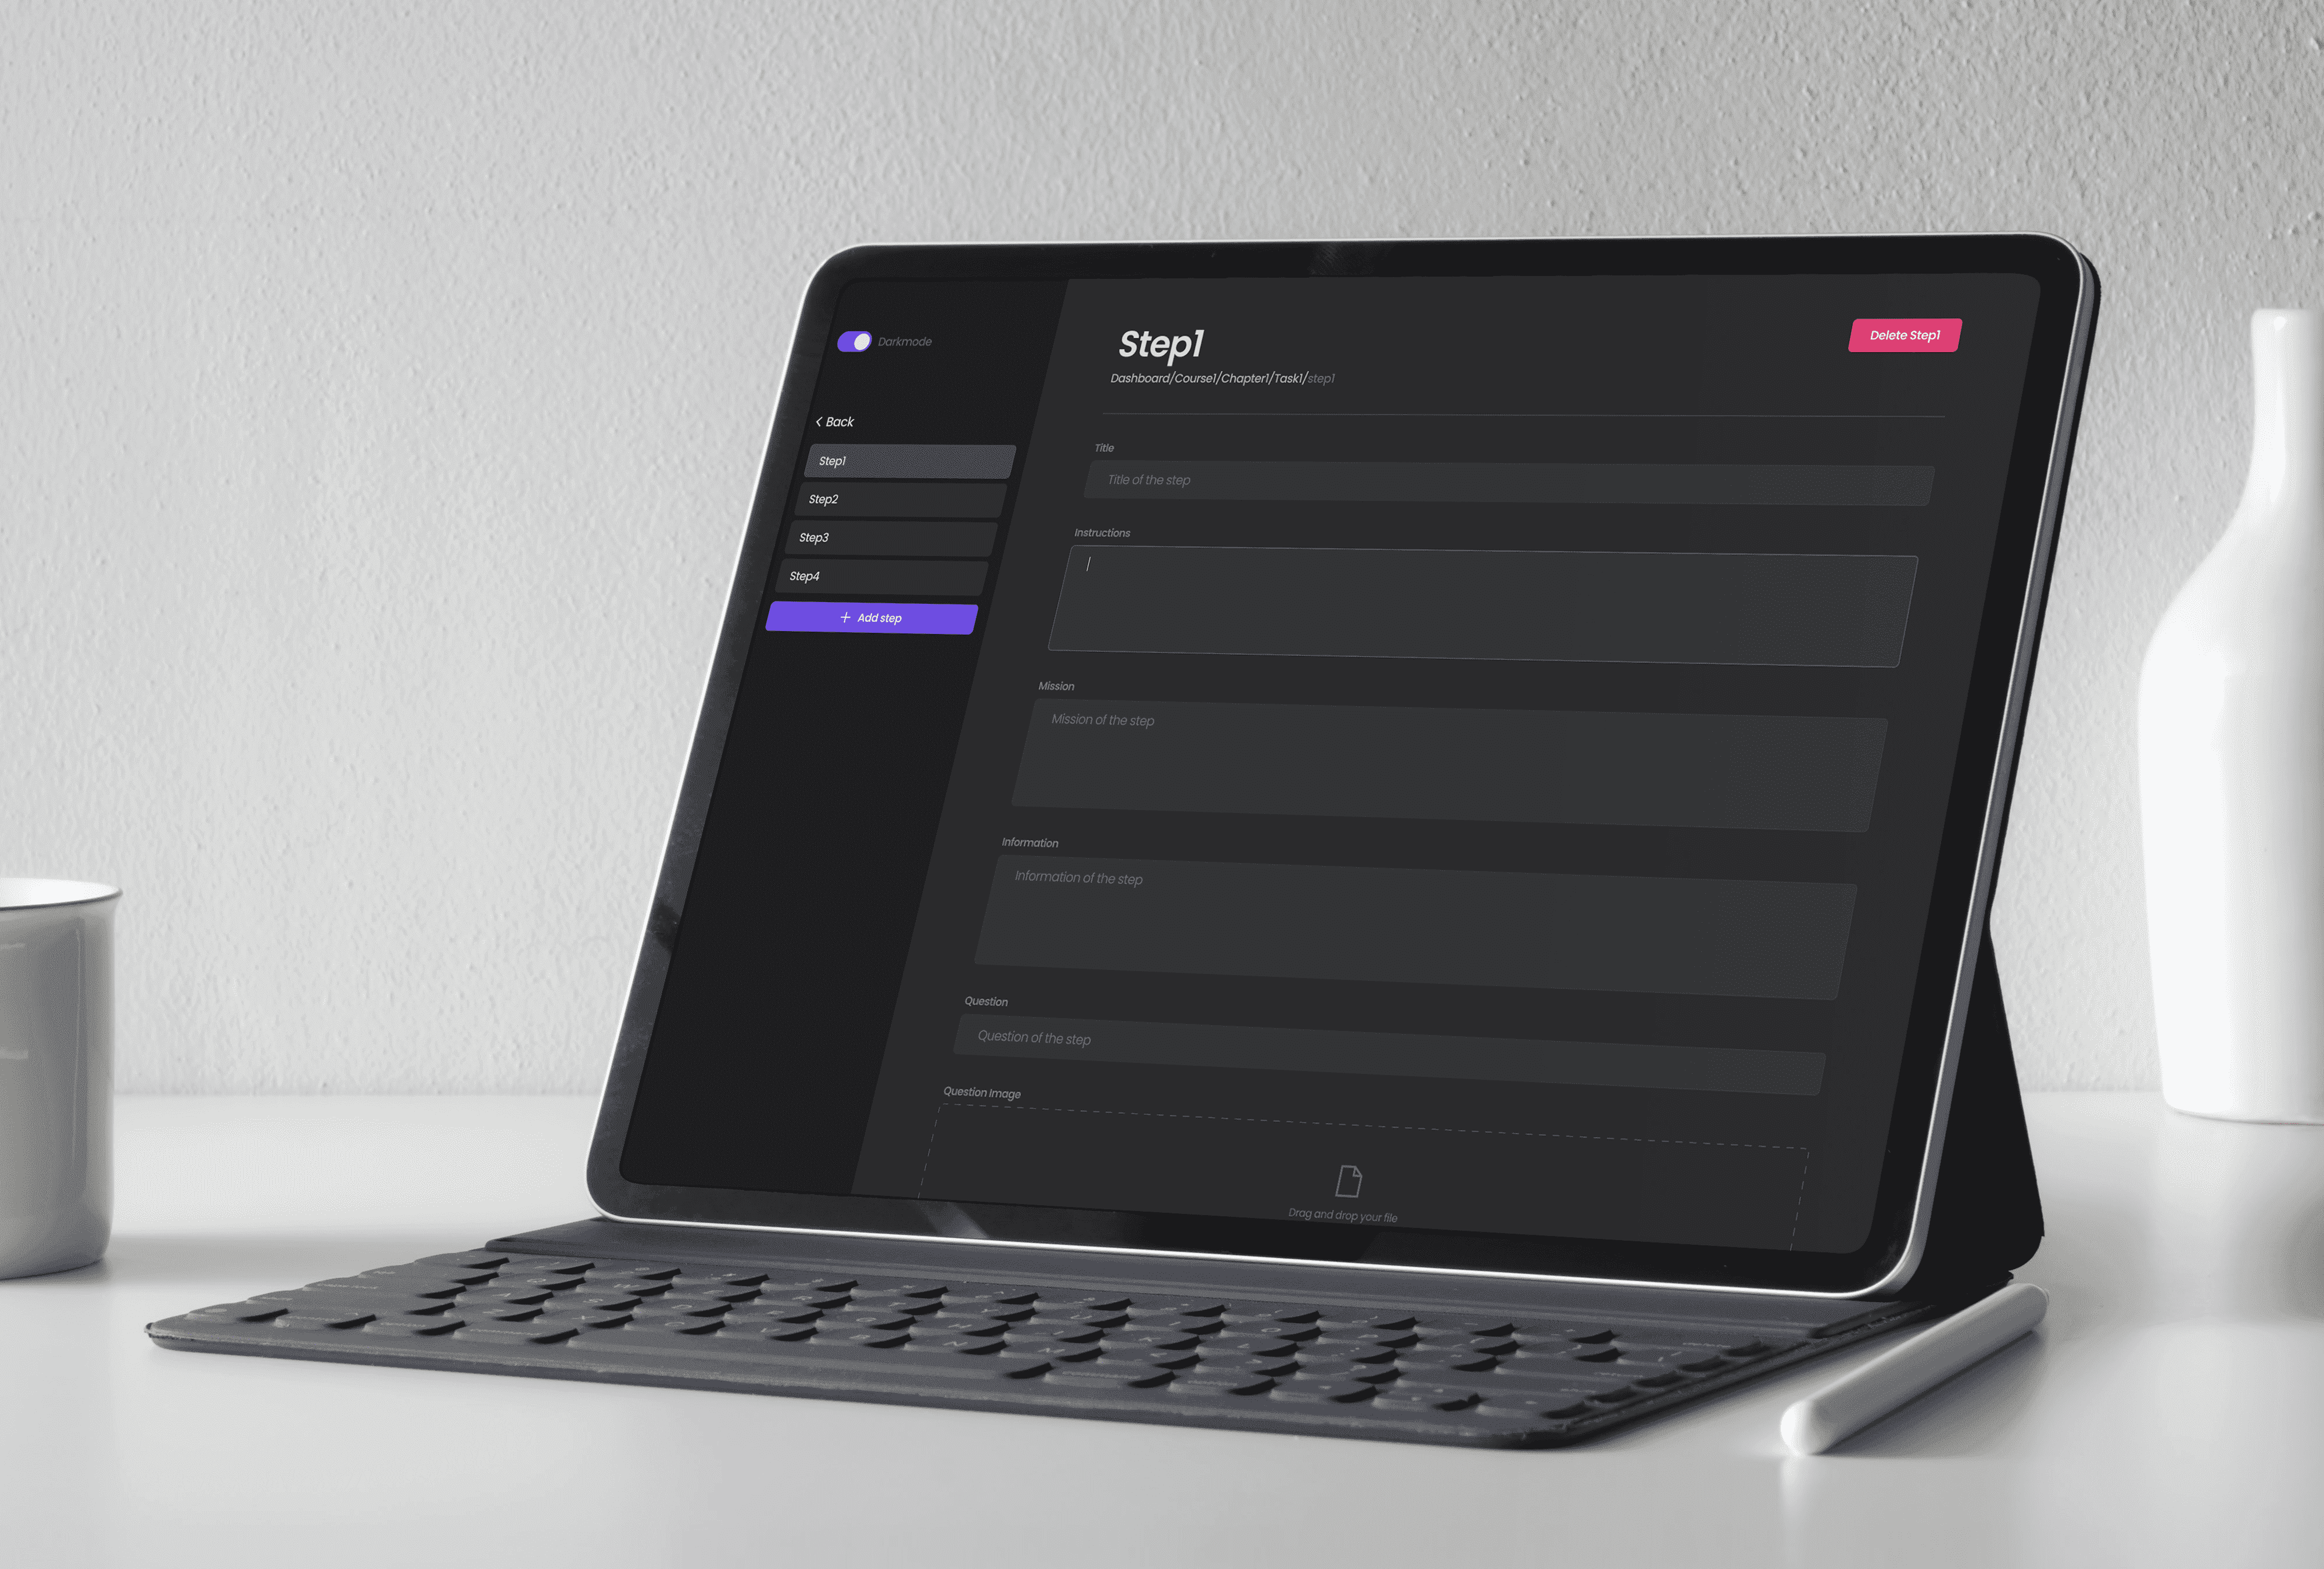 Darkmode
Back
Step1
Step2
Step3
Step4
Add step
Step1
Dashboard/Course1/Chapter1/Task1/step1
Delete Step1
Title
Title of the step
Instructions
Mission
Mission of the step
Information
Information of the step
Question
Question of the step
Question Image
Drag and drop your file